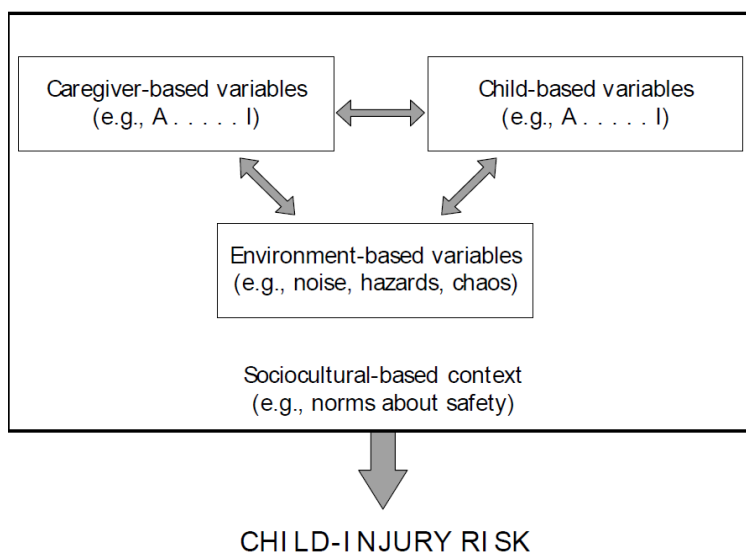 Caregiver-based variables
(e.g., A . . . . . I)
Child-based variables
(e.g., A . . . . . I)
Environment-based variables
(e.g., noise, hazards, chaos)
Sociocultural-based context
(e.g., norms about safety)
CHILD-INJURY RISK